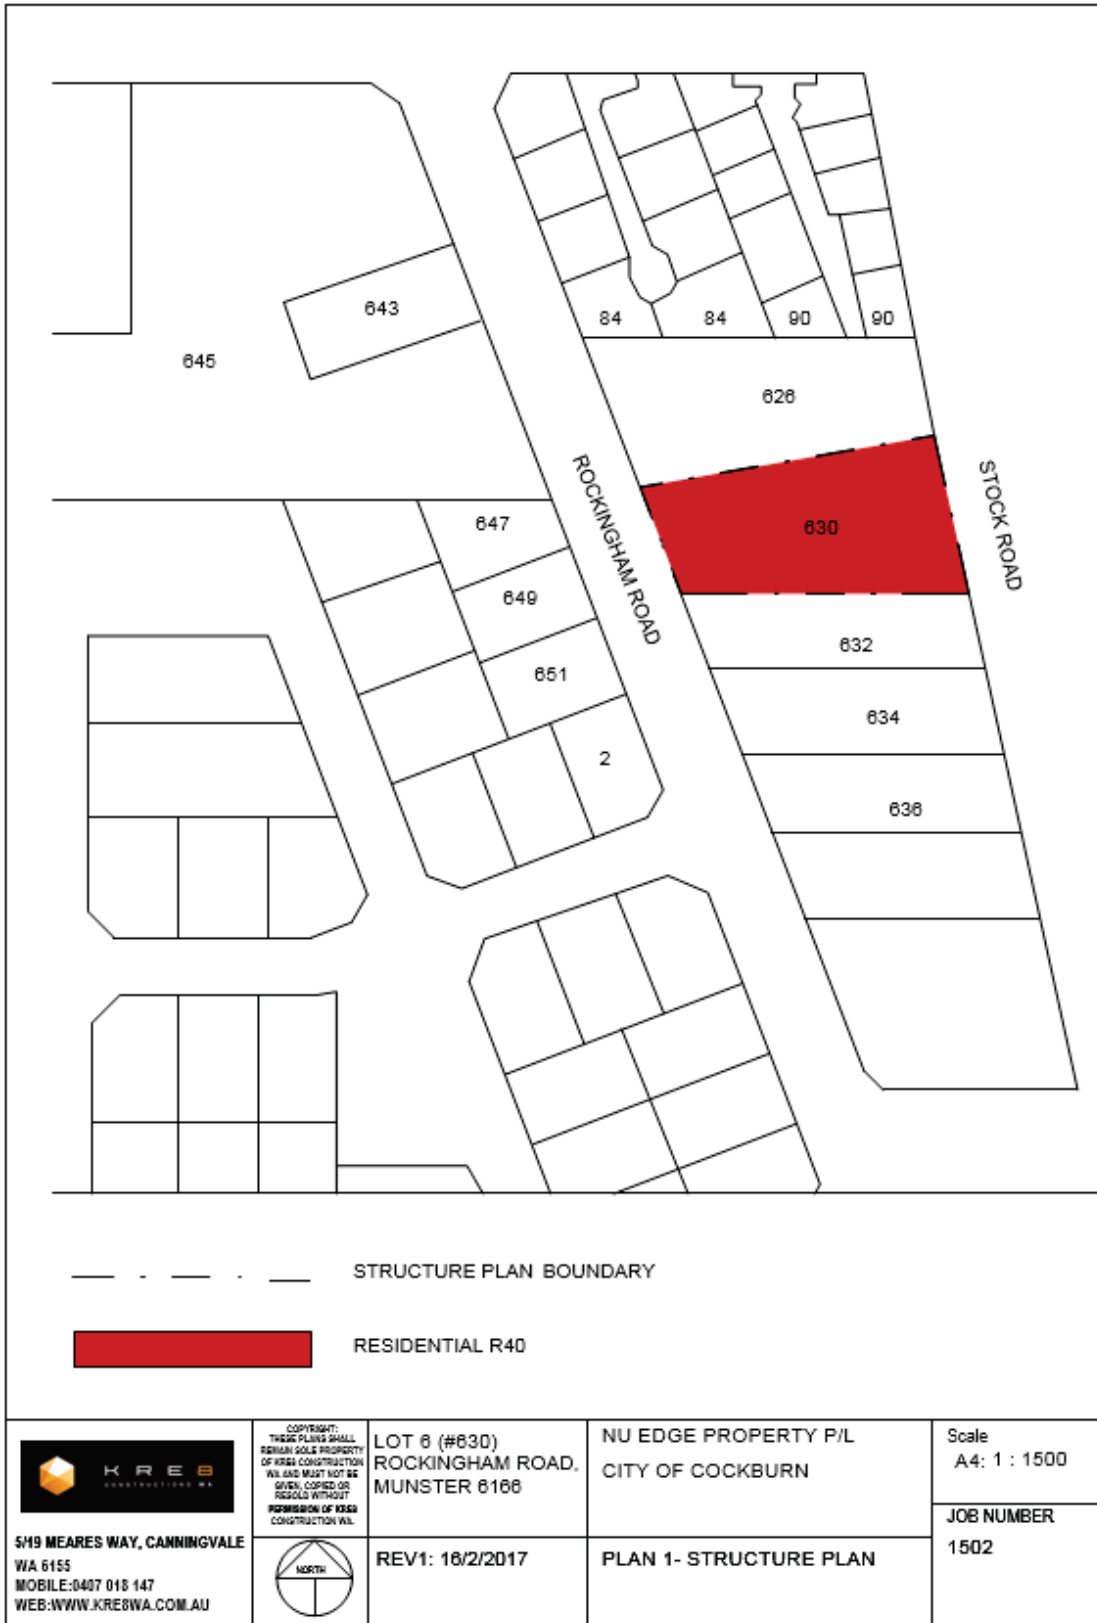 643
645
84
84
90
90
626
ROCKINGHAM ROAD
STOCK ROAD
630
647
649
651
2
632
634
636
STRUCTURE PLAN BOUNDARY
RESIDENTIAL R40
KRE8
CONSTRUCTIONS WA
5/19 MEARES WAY, CANNINGVALE
WA 6155
MOBILE:0407 018 147
WEB:WWW.KRE8WA.COM.AU
COPYRIGHT:
THESE PLANS SHALL
REMAIN SOLE PROPERTY
OF KRE8 CONSTRUCTION
WA AND MUST NOT BE
GIVEN, COPIED OR
RESOLD WITHOUT
PERMISSION OF KRE8
CONSTRUCTION WA.
NORTH
LOT 6 (#630)
ROCKINGHAM ROAD,
MUNSTER 6166
REV1: 16/2/2017
NU EDGE PROPERTY P/L
CITY OF COCKBURN
PLAN 1- STRUCTURE PLAN
Scale
A4: 1 : 1500
JOB NUMBER
1502